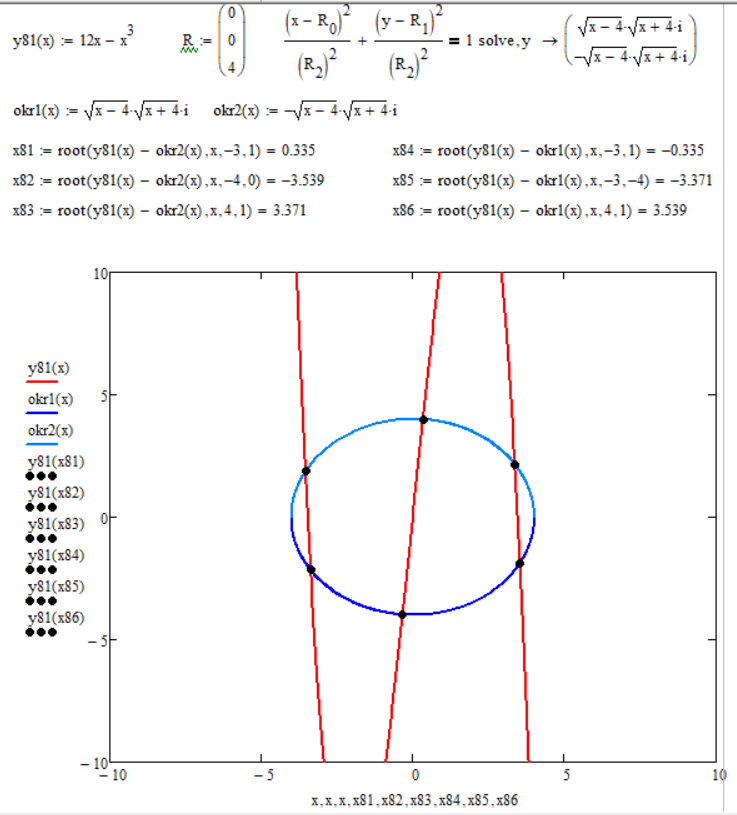 y81(x) := 12x − x³ R := (0 0 4) (x − R₀)²/(R₂)² + (y − R₁)²/(R₂)² = 1 solve,y → (√x − 4·√x + 4·i −√x − 4·√x + 4·i)
okr1(x) := √x − 4·√x + 4·i okr2(x) := −√x − 4·√x + 4·i
x81 := root(y81(x) − okr2(x),x,−3,1) = 0.335 x84 := root(y81(x) − okr1(x),x,−3,1) = −0.335
x82 := root(y81(x) − okr2(x),x,−4,0) = −3.539 x85 := root(y81(x) − okr1(x),x,−3,−4) = −3.371
x83 := root(y81(x) − okr2(x),x,4,1) = 3.371 x86 := root(y81(x) − okr1(x),x,4,1) = 3.539
10
y81(x)
5
okr1(x)
okr2(x)
y81(x81)
y81(x82)
0
y81(x83)
y81(x84)
y81(x85)
y81(x86)
−5
−10
−10 −5 0 5 10
x,x,x,x81,x82,x83,x84,x85,x86